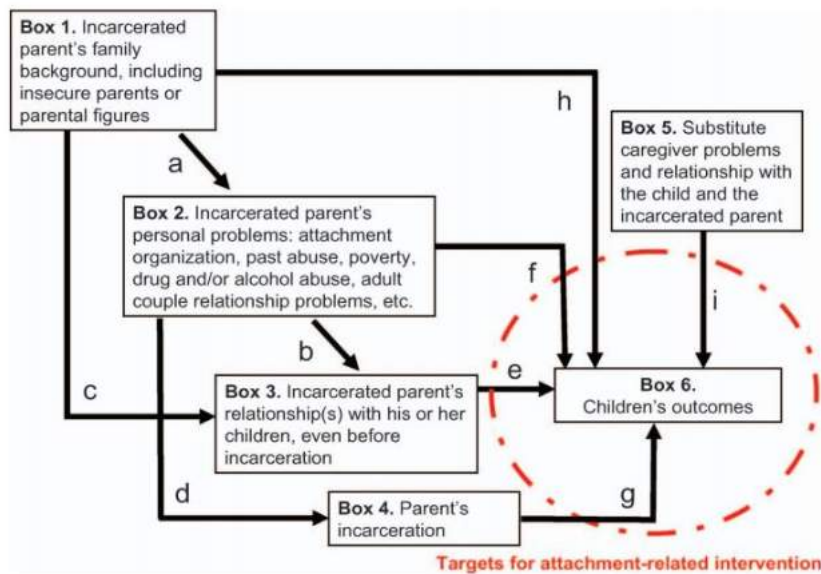 Box 1. Incarcerated
parent's family
background, including
insecure parents or
parental figures
h
Box 5. Substitute
caregiver problems
and relationship with
the child and the
incarcerated parent
a
Box 2. Incarcerated parent's
personal problems: attachment
organization, past abuse, poverty,
drug and/or alcohol abuse, adult
couple relationship problems, etc.
f
i
b
c
Box 3. Incarcerated parent's
relationship(s) with his or her
children, even before
incarceration
e
Box 6.
Children's outcomes
d
Box 4. Parent's
incarceration
g
Targets for attachment-related intervention